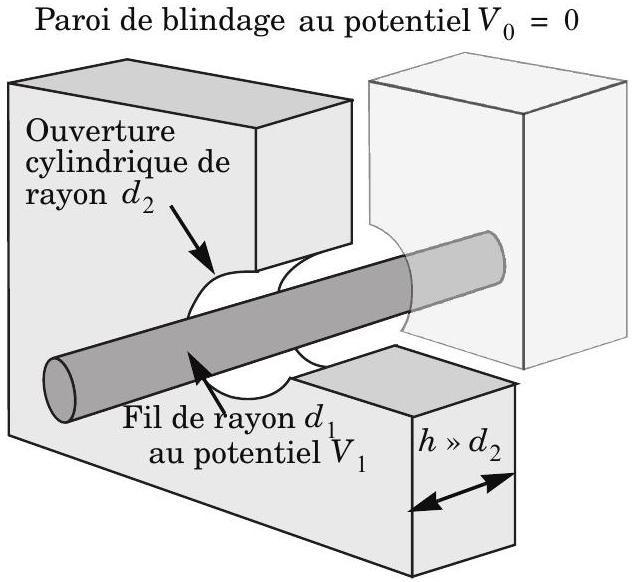 Paroi de blindage au potentiel V₀ = 0
Ouverture
cylindrique de
rayon d₂
Fil de rayon d₁
au potentiel V₁
h » d₂